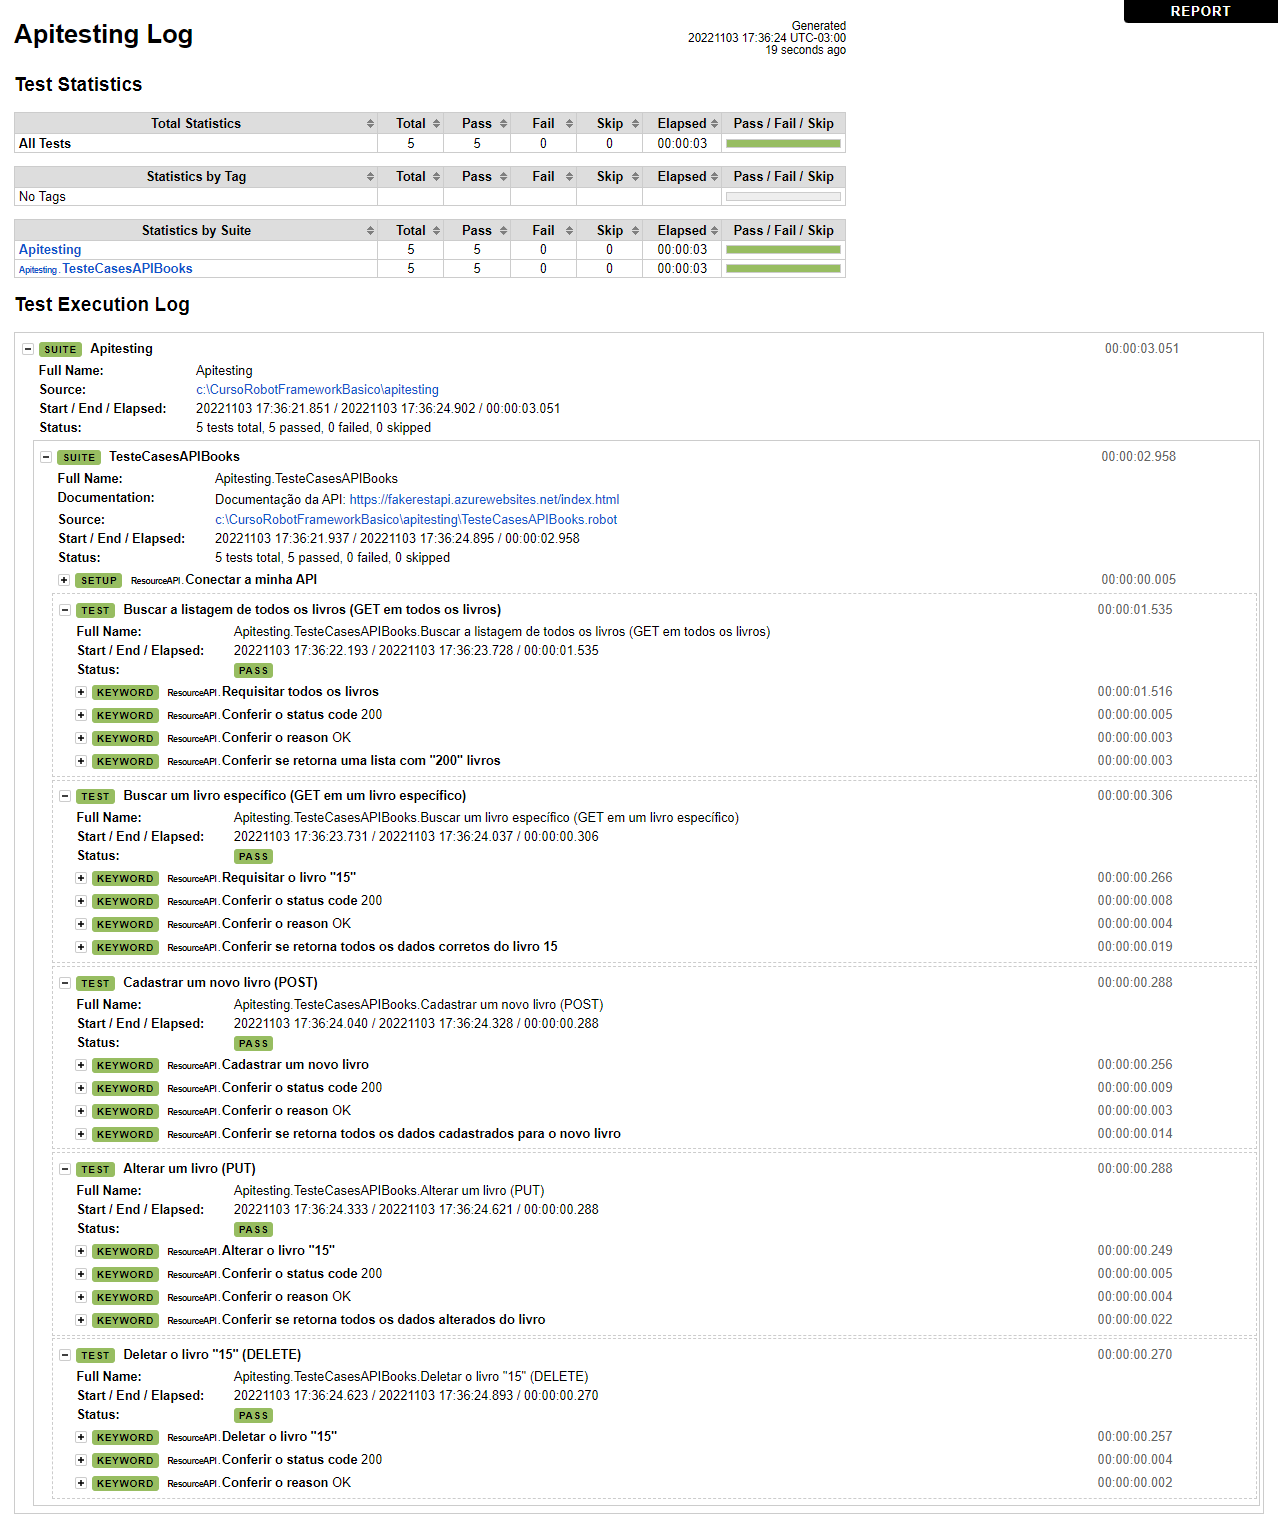 REPORT
Apitesting Log
Generated
20221103 17:36:24 UTC-03:00
19 seconds ago
Test Statistics
Total Statistics Total Pass Fail Skip Elapsed Pass / Fail / Skip
All Tests 5 5 0 0 00:00:03
Statistics by Tag Total Pass Fail Skip Elapsed Pass / Fail / Skip
No Tags
Statistics by Suite Total Pass Fail Skip Elapsed Pass / Fail / Skip
Apitesting 5 5 0 0 00:00:03
Apitesting . TesteCasesAPIBooks 5 5 0 0 00:00:03
Test Execution Log
SUITE Apitesting 00:00:03.051
Full Name: Apitesting
Source: c:\CursoRobotFrameworkBasico\apitesting
Start / End / Elapsed: 20221103 17:36:21.851 / 20221103 17:36:24.902 / 00:00:03.051
Status: 5 tests total, 5 passed, 0 failed, 0 skipped
SUITE TesteCasesAPIBooks 00:00:02.958
Full Name: Apitesting.TesteCasesAPIBooks
Documentation: Documentação da API: https://fakerestapi.azurewebsites.net/index.html
Source: c:\CursoRobotFrameworkBasico\apitesting\TesteCasesAPIBooks.robot
Start / End / Elapsed: 20221103 17:36:21.937 / 20221103 17:36:24.895 / 00:00:02.958
Status: 5 tests total, 5 passed, 0 failed, 0 skipped
SETUP ResourceAPI . Conectar a minha API 00:00:00.005
TEST Buscar a listagem de todos os livros (GET em todos os livros) 00:00:01.535
Full Name: Apitesting.TesteCasesAPIBooks.Buscar a listagem de todos os livros (GET em todos os livros)
Start / End / Elapsed: 20221103 17:36:22.193 / 20221103 17:36:23.728 / 00:00:01.535
Status: PASS
KEYWORD ResourceAPI . Requisitar todos os livros 00:00:01.516
KEYWORD ResourceAPI . Conferir o status code 200 00:00:00.005
KEYWORD ResourceAPI . Conferir o reason OK 00:00:00.003
KEYWORD ResourceAPI . Conferir se retorna uma lista com "200" livros 00:00:00.003
TEST Buscar um livro específico (GET em um livro específico) 00:00:00.306
Full Name: Apitesting.TesteCasesAPIBooks.Buscar um livro específico (GET em um livro específico)
Start / End / Elapsed: 20221103 17:36:23.731 / 20221103 17:36:24.037 / 00:00:00.306
Status: PASS
KEYWORD ResourceAPI . Requisitar o livro "15" 00:00:00.266
KEYWORD ResourceAPI . Conferir o status code 200 00:00:00.008
KEYWORD ResourceAPI . Conferir o reason OK 00:00:00.004
KEYWORD ResourceAPI . Conferir se retorna todos os dados corretos do livro 15 00:00:00.019
TEST Cadastrar um novo livro (POST) 00:00:00.288
Full Name: Apitesting.TesteCasesAPIBooks.Cadastrar um novo livro (POST)
Start / End / Elapsed: 20221103 17:36:24.040 / 20221103 17:36:24.328 / 00:00:00.288
Status: PASS
KEYWORD ResourceAPI . Cadastrar um novo livro 00:00:00.256
KEYWORD ResourceAPI . Conferir o status code 200 00:00:00.009
KEYWORD ResourceAPI . Conferir o reason OK 00:00:00.003
KEYWORD ResourceAPI . Conferir se retorna todos os dados cadastrados para o novo livro 00:00:00.014
TEST Alterar um livro (PUT) 00:00:00.288
Full Name: Apitesting.TesteCasesAPIBooks.Alterar um livro (PUT)
Start / End / Elapsed: 20221103 17:36:24.333 / 20221103 17:36:24.621 / 00:00:00.288
Status: PASS
KEYWORD ResourceAPI . Alterar o livro "15" 00:00:00.249
KEYWORD ResourceAPI . Conferir o status code 200 00:00:00.005
KEYWORD ResourceAPI . Conferir o reason OK 00:00:00.004
KEYWORD ResourceAPI . Conferir se retorna todos os dados alterados do livro 00:00:00.022
TEST Deletar o livro "15" (DELETE) 00:00:00.270
Full Name: Apitesting.TesteCasesAPIBooks.Deletar o livro "15" (DELETE)
Start / End / Elapsed: 20221103 17:36:24.623 / 20221103 17:36:24.893 / 00:00:00.270
Status: PASS
KEYWORD ResourceAPI . Deletar o livro "15" 00:00:00.257
KEYWORD ResourceAPI . Conferir o status code 200 00:00:00.004
KEYWORD ResourceAPI . Conferir o reason OK 00:00:00.002